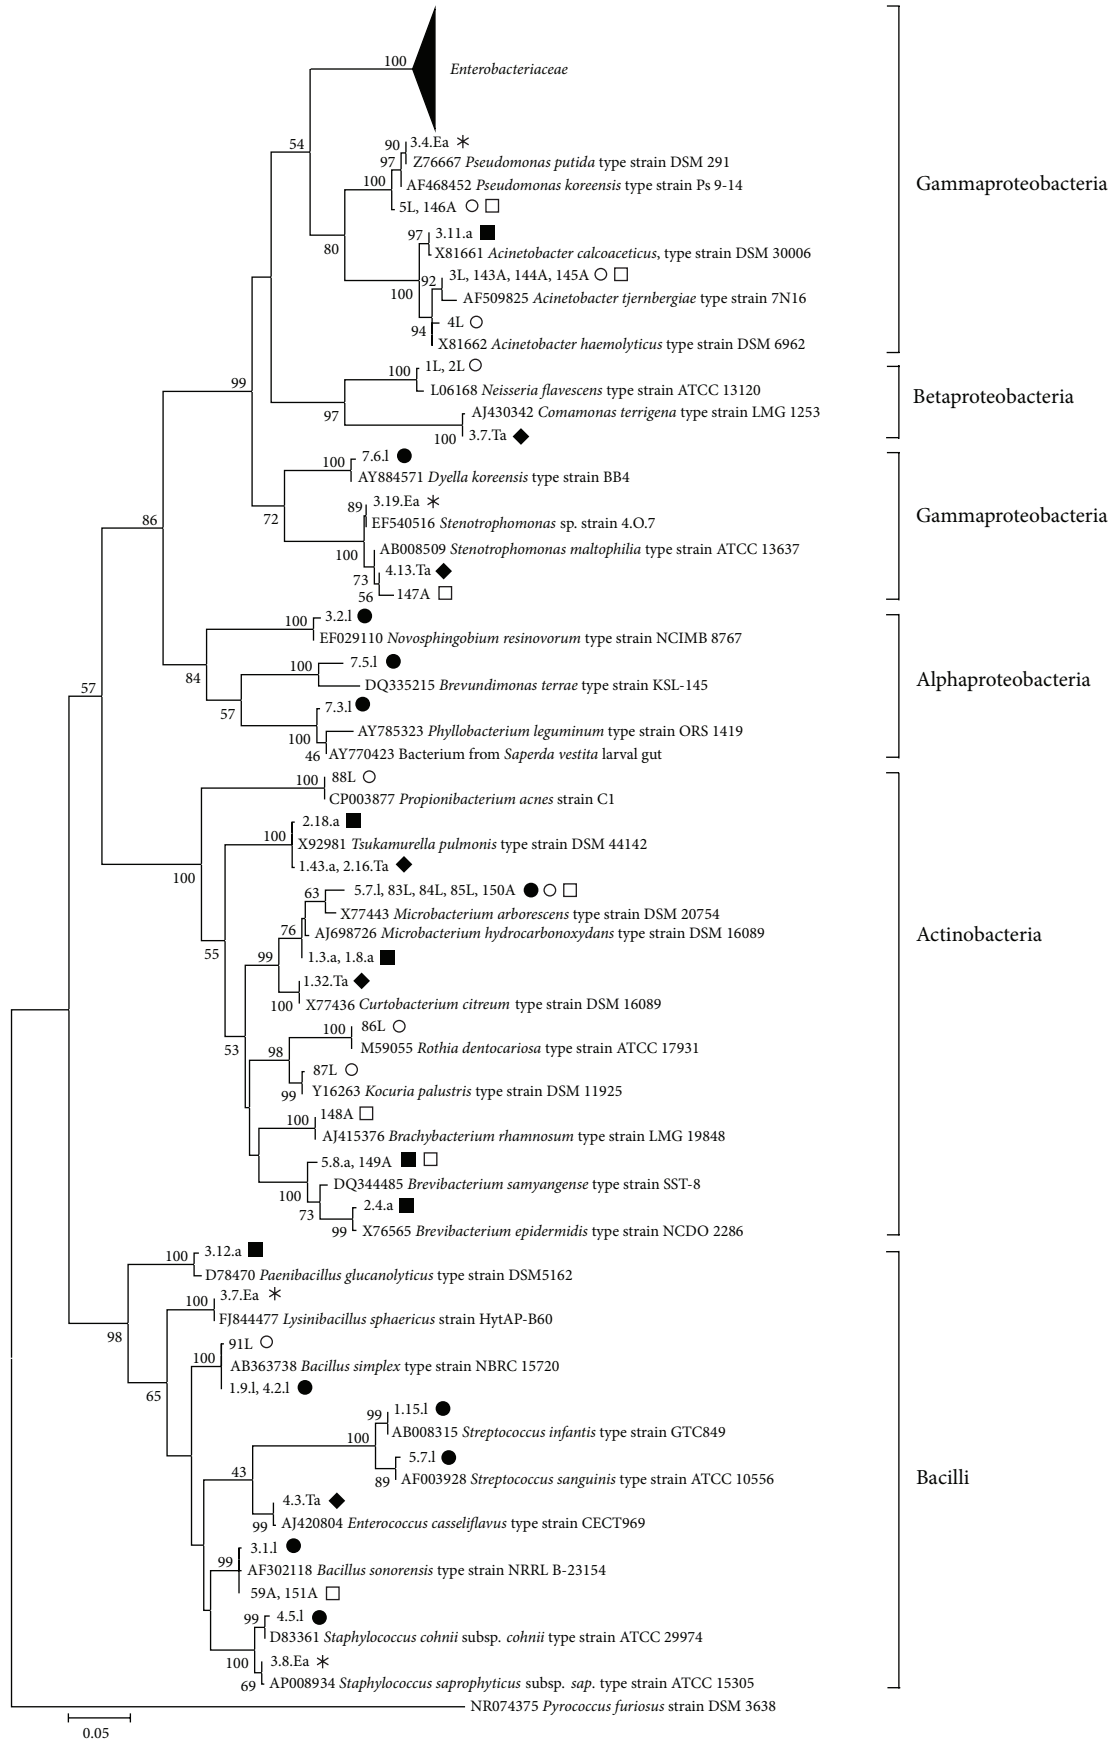 100
Enterobacteriaceae
54
90 3.4.Ea
97 Z76667 Pseudomonas putida type strain DSM 291
100 AF468452 Pseudomonas koreensis type strain Ps 9-14
5L, 146A
Gammaproteobacteria
80
97 3.11.a
X81661 Acinetobacter calcoaceticus, type strain DSM 30006
92 3L, 143A, 144A, 145A
100 AF509825 Acinetobacter tjernbergiae type strain 7N16
94 4L
X81662 Acinetobacter haemolyticus type strain DSM 6962
99
100 1L, 2L
L06168 Neisseria flavescens type strain ATCC 13120
Betaproteobacteria
97 AJ430342 Comamonas terrigena type strain LMG 1253
100 3.7.Ta
100 7.6.l
AY884571 Dyella koreensis type strain BB4
72
89 3.19.Ea
EF540516 Stenotrophomonas sp. strain 4.O.7
Gammaproteobacteria
86
100 AB008509 Stenotrophomonas maltophilia type strain ATCC 13637
73 4.13.Ta
56 147A
100 3.2.l
EF029110 Novosphingobium resinovorum type strain NCIMB 8767
84
100 7.5.l
DQ335215 Brevundimonas terrae type strain KSL-145
Alphaproteobacteria
57
57
7.3.l
100 AY785323 Phyllobacterium leguminum type strain ORS 1419
46 AY770423 Bacterium from Saperda vestita larval gut
100 88L
CP003877 Propionibacterium acnes strain C1
100
2.18.a
100 X92981 Tsukamurella pulmonis type strain DSM 44142
1.43.a, 2.16.Ta
55
63 5.7.l, 83L, 84L, 85L, 150A
X77443 Microbacterium arborescens type strain DSM 20754
76 AJ698726 Microbacterium hydrocarbonoxydans type strain DSM 16089
Actinobacteria
99 1.3.a, 1.8.a
1.32.Ta
100 X77436 Curtobacterium citreum type strain DSM 16089
53
100 86L
M59055 Rothia dentocariosa type strain ATCC 17931
98
87L
99 Y16263 Kocuria palustris type strain DSM 11925
100 148A
AJ415376 Brachybacterium rhamnosum type strain LMG 19848
5.8.a, 149A
100 DQ344485 Brevibacterium samyangense type strain SST-8
73 2.4.a
99 X76565 Brevibacterium epidermidis type strain NCDO 2286
100 3.12.a
D78470 Paenibacillus glucanolyticus type strain DSM5162
98
100 3.7.Ea
FJ844477 Lysinibacillus sphaericus strain HytAP-B60
65
91L
100 AB363738 Bacillus simplex type strain NBRC 15720
1.9.l, 4.2.l
99 1.15.l
100 AB008315 Streptococcus infantis type strain GTC849
5.7.l
89 AF003928 Streptococcus sanguinis type strain ATCC 10556
Bacilli
43
4.3.Ta
99 AJ420804 Enterococcus casseliflavus type strain CECT969
3.1.l
99 AF302118 Bacillus sonorensis type strain NRRL B-23154
59A, 151A
99 4.5.l
D83361 Staphylococcus cohnii subsp. cohnii type strain ATCC 29974
100 3.8.Ea
69 AP008934 Staphylococcus saprophyticus subsp. sap. type strain ATCC 15305
NR074375 Pyrococcus furiosus strain DSM 3638
0.05